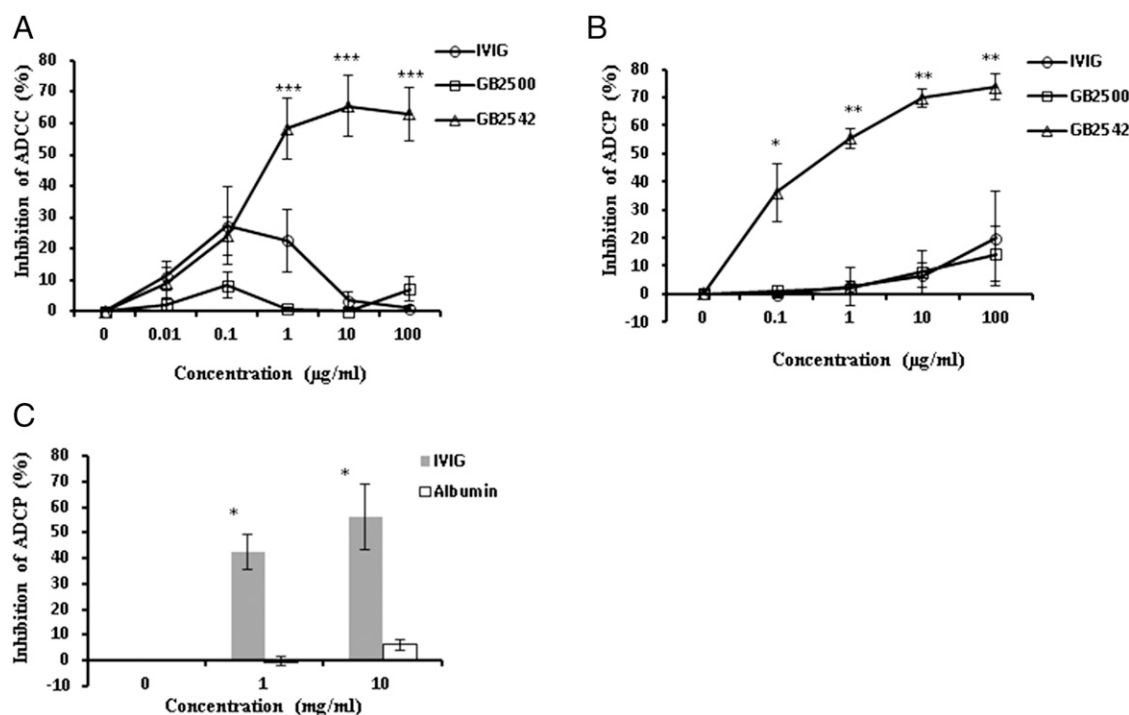 A
Inhibition of ADCC (%)
80
70
60
50
40
30
20
10
0
***
***
***
IVIG
GB2500
GB2542
0 0.01 0.1 1 10 100
Concentration (µg/ml)
B
Inhibition of ADCP (%)
80
70
60
50
40
30
20
10
0
-10
*
**
**
**
IVIG
GB2500
GB2542
0 0.1 1 10 100
Concentration (µg/ml)
C
Inhibition of ADCP (%)
80
70
60
50
40
30
20
10
0
-10
*
*
IVIG
Albumin
0 1 10
Concentration (mg/ml)